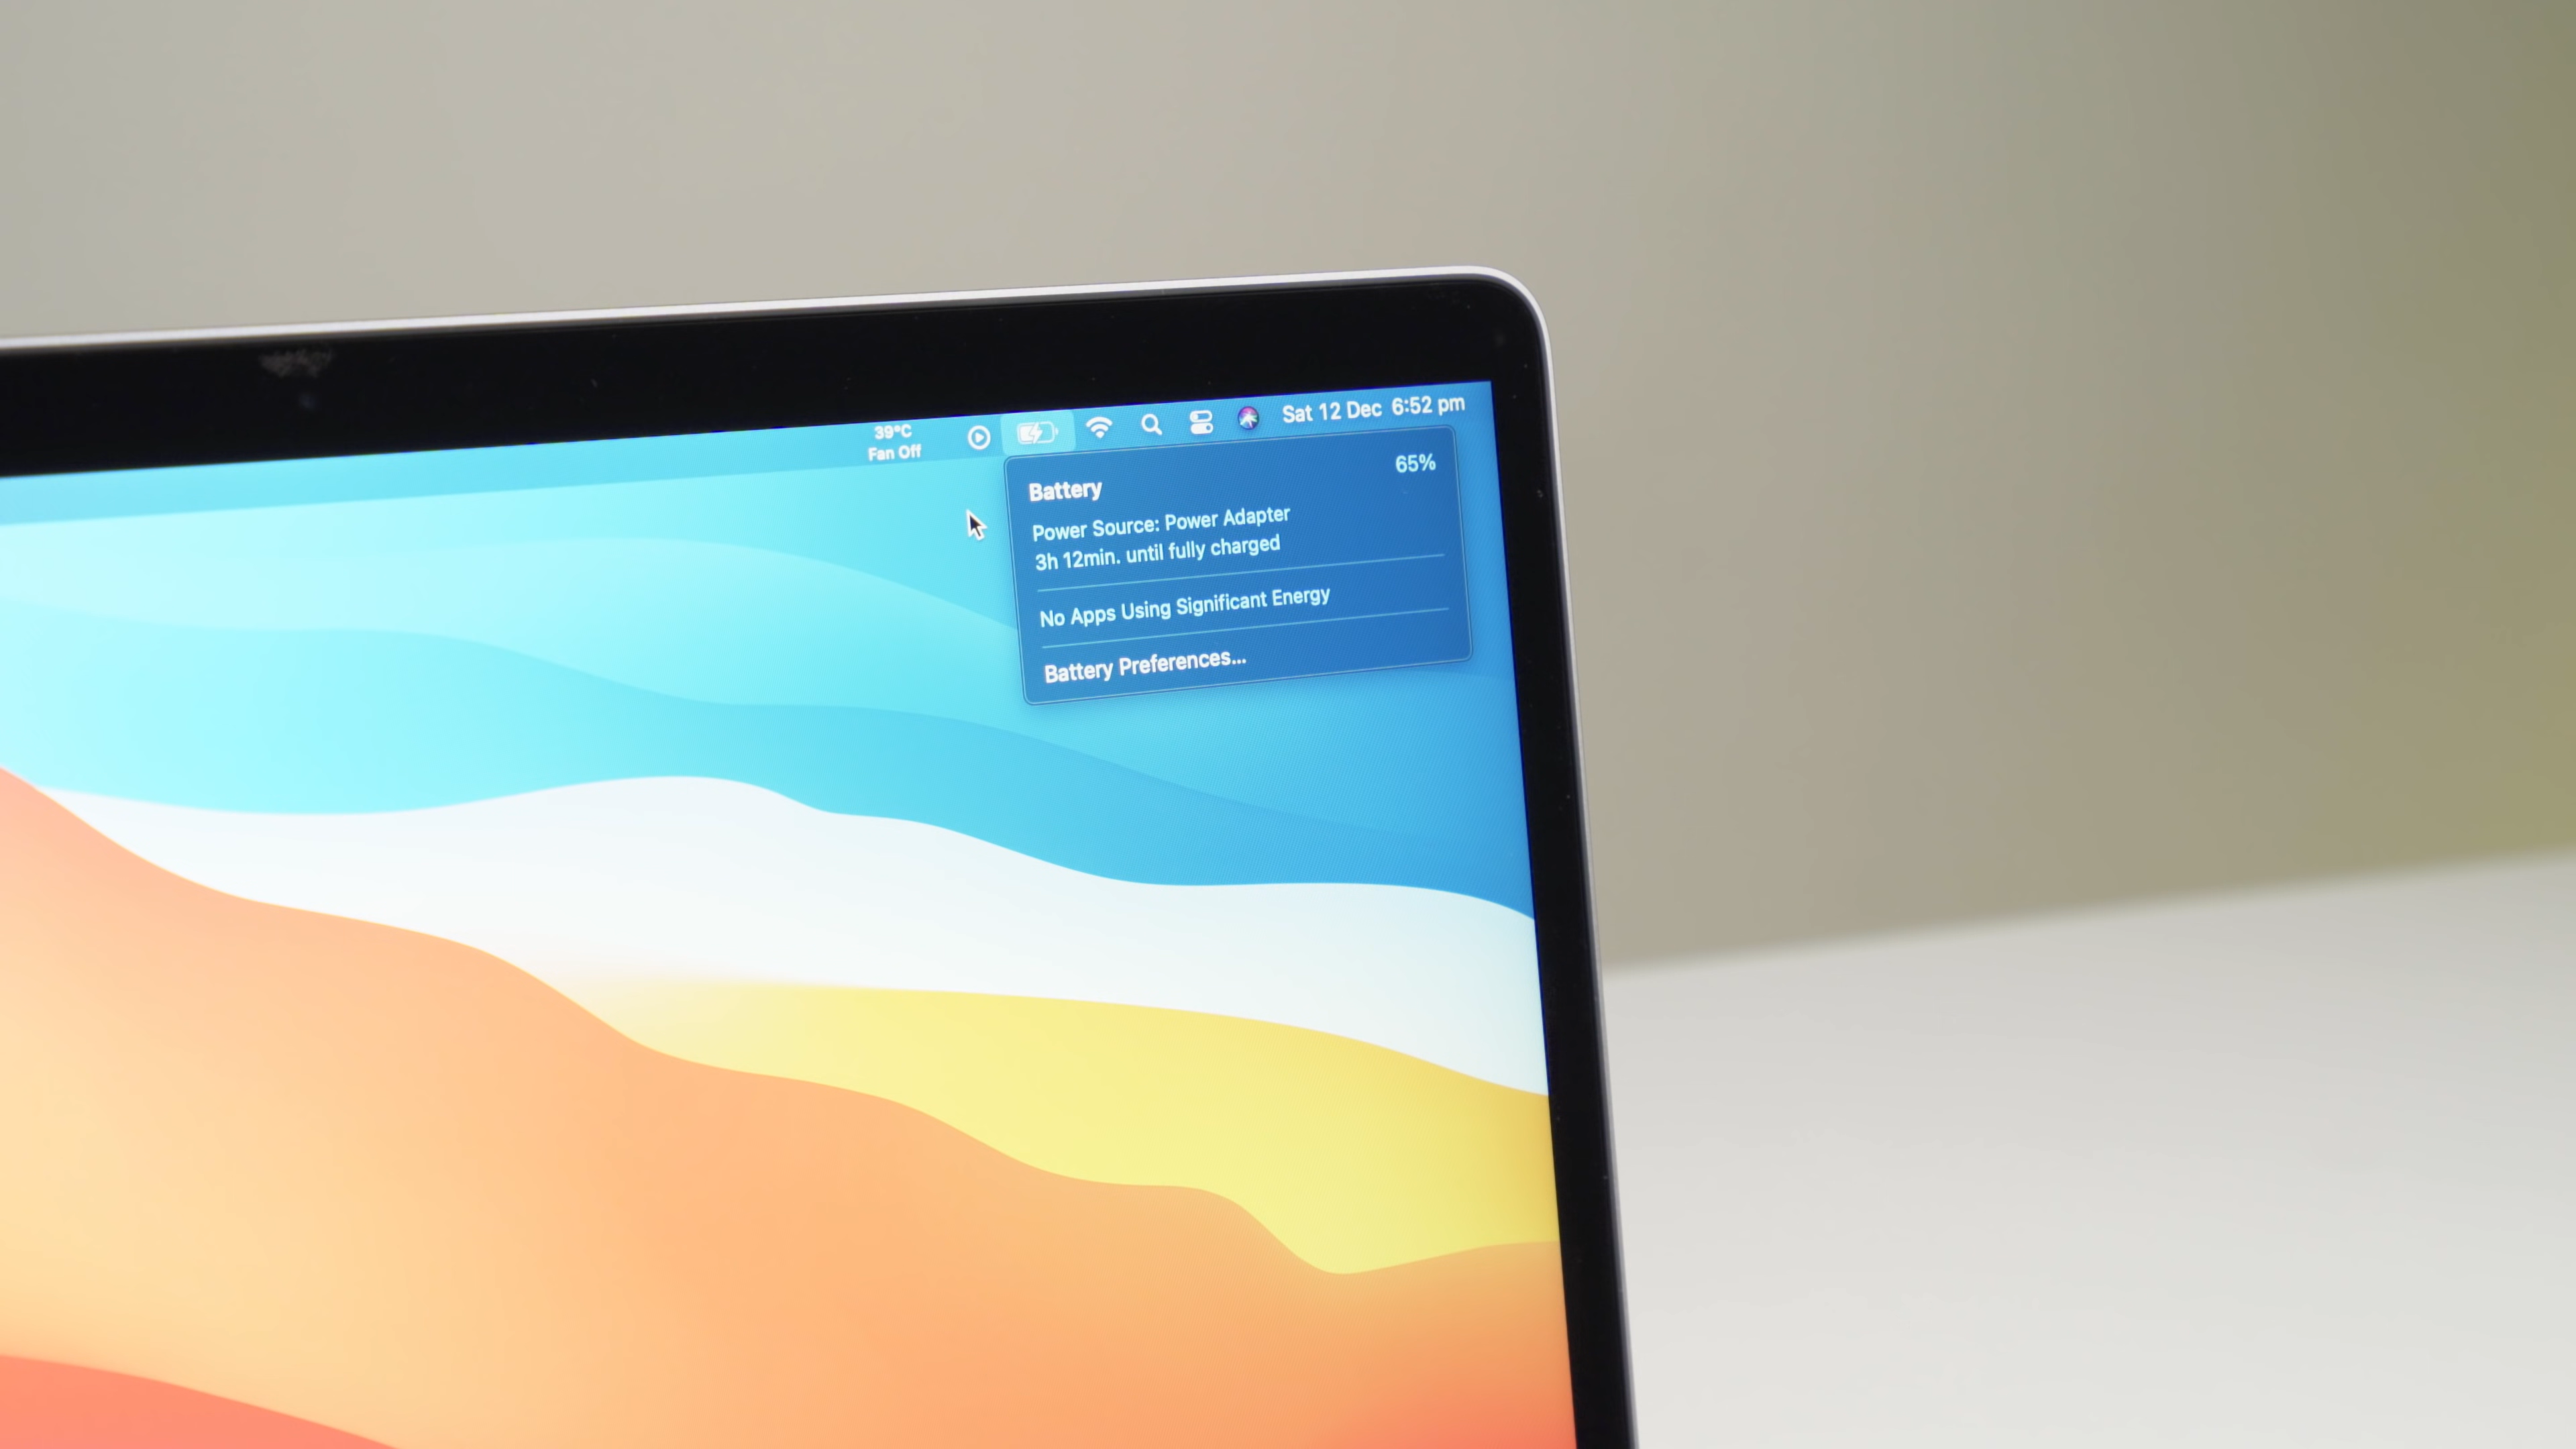 39°C
Fan Off
Sat 12 Dec 6:52 pm
Battery
65%
Power Source: Power Adapter
3h 12min. until fully charged
No Apps Using Significant Energy
Battery Preferences...